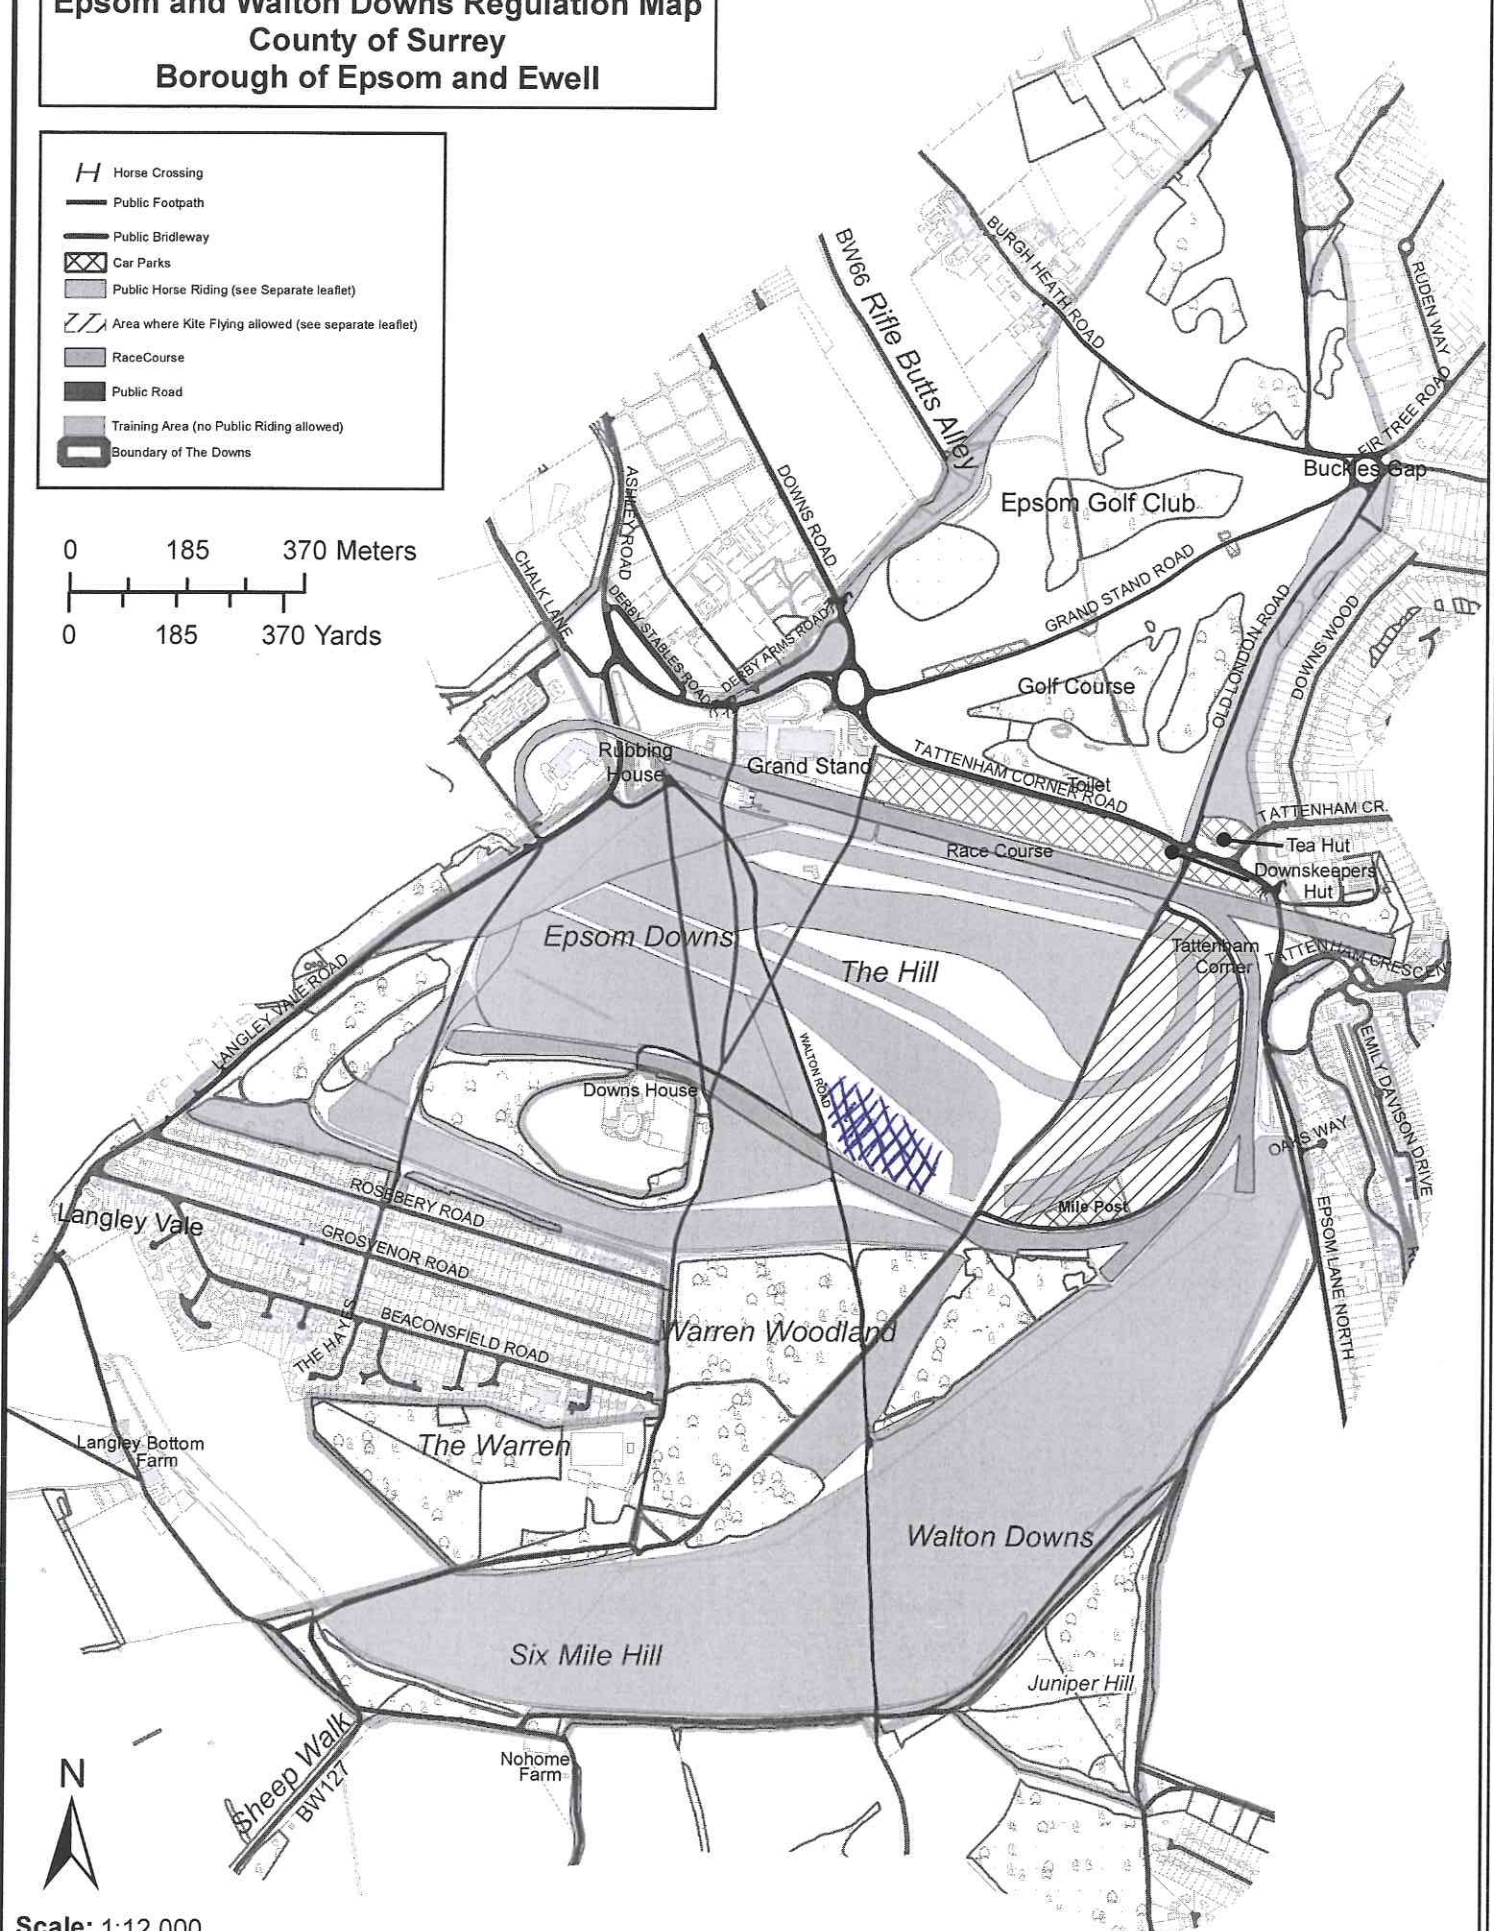 Epsom and Walton Downs Regulation Map
County of Surrey
Borough of Epsom and Ewell
Horse Crossing
Public Footpath
Public Bridleway
Car Parks
Public Horse Riding (see Separate leaflet)
Area where Kite Flying allowed (see separate leaflet)
RaceCourse
Public Road
Training Area (no Public Riding allowed)
Boundary of The Downs
0 185 370 Meters
0 185 370 Yards
BURGH HEATH ROAD
BW66 Rifle Butts Alley
RUDEN WAY
FIR TREE ROAD
Buckles Gap
ASHLEY ROAD
DOWNS ROAD
Epsom Golf Club
CHALK LANE
DERBY STABLES ROAD
DERBY ARMS ROAD
GRAND STAND ROAD
OLD LONDON ROAD
DOWNS WOOD
Golf Course
Rubbing
House
Grand Stand
TATTENHAM CORNER ROAD
Toilet
TATTENHAM CR.
Tea Hut
Race Course
Downskeepers
Hut
Epsom Downs
The Hill
Tattenham
Corner
TATTENHAM CRESCEN
LANGLEY VALE ROAD
WALTON ROAD
Downs House
EMILY DAVISON DRIVE
OAKS WAY
ROSEBERY ROAD
Mile Post
Langley Vale
GROSVENOR ROAD
EPSOM LANE NORTH
BEACONSFIELD ROAD
THE HAYES
Warren Woodland
Langley Bottom
Farm
The Warren
Walton Downs
Six Mile Hill
Juniper Hill
Sheep Walk
BW127
Nohome
Farm
N
Scale: 1:12,000